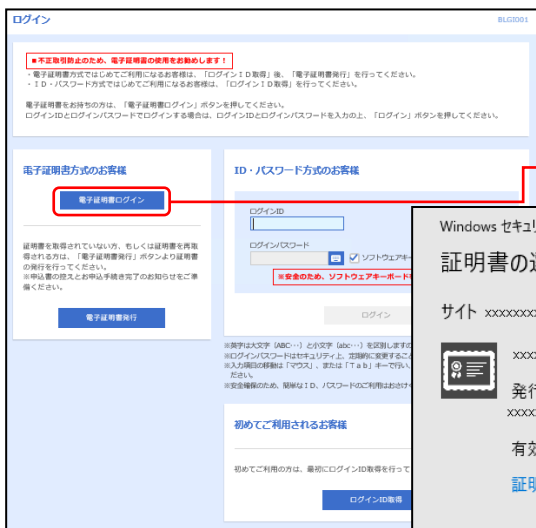 ログイン
BLGI001
■不正取引防止のため、電子証明書の使用をお勧めします！
・電子証明書方式ではじめてご利用になるお客様は、「ログインID取得」後、「電子証明書発行」を行ってください。
・ID・パスワード方式ではじめてご利用になるお客様は、「ログインID取得」を行ってください。
電子証明書をお持ちの方は、「電子証明書ログイン」ボタンを押してください。
ログインIDとログインパスワードでログインする場合は、ログインIDとログインパスワードを入力の上、「ログイン」ボタンを押してください。
電子証明書方式のお客様
電子証明書ログイン
証明書を取得されていない方、もしくは証明書を再取
得される方は、「電子証明書発行」ボタンより証明書
の発行を行ってください。
※申込書の控えとお申込手続き完了のお知らせをご準
備ください。
電子証明書発行
ID・パスワード方式のお客様
ログインID
ログインパスワード
ソフトウェアキー
※安全のため、ソフトウェアキーボード
ログイン
※英字は大文字（ABC…）と小文字（abc…）を区別します
※ログインパスワードはセキュリティ上、定期的に変更するこ
※入力項目の移動は「マウス」、または「Tab」キーで行い、
ださい。
※安全確保のため、簡単なID、パスワードのご利用はおさけ
初めてご利用されるお客様
初めてご利用の方は、最初にログインID取得を行って
ログインID取得
Windows セキュリ
証明書の
サイト xxxxxxxx
xxx
発行
xxxx
有効
証明